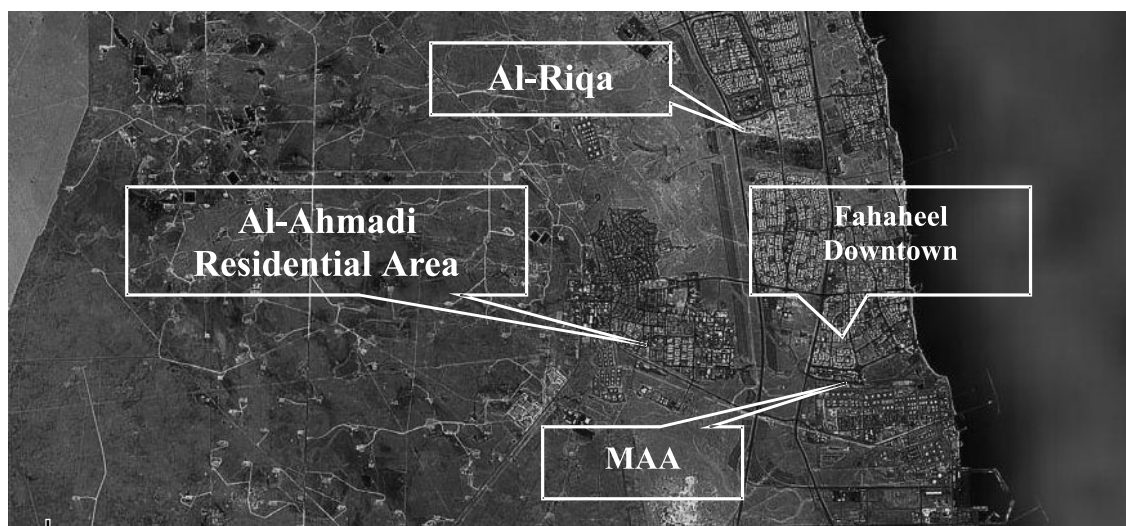 Al-Riqa
Al-Ahmadi
Residential Area
Fahaheel
Downtown
MAA